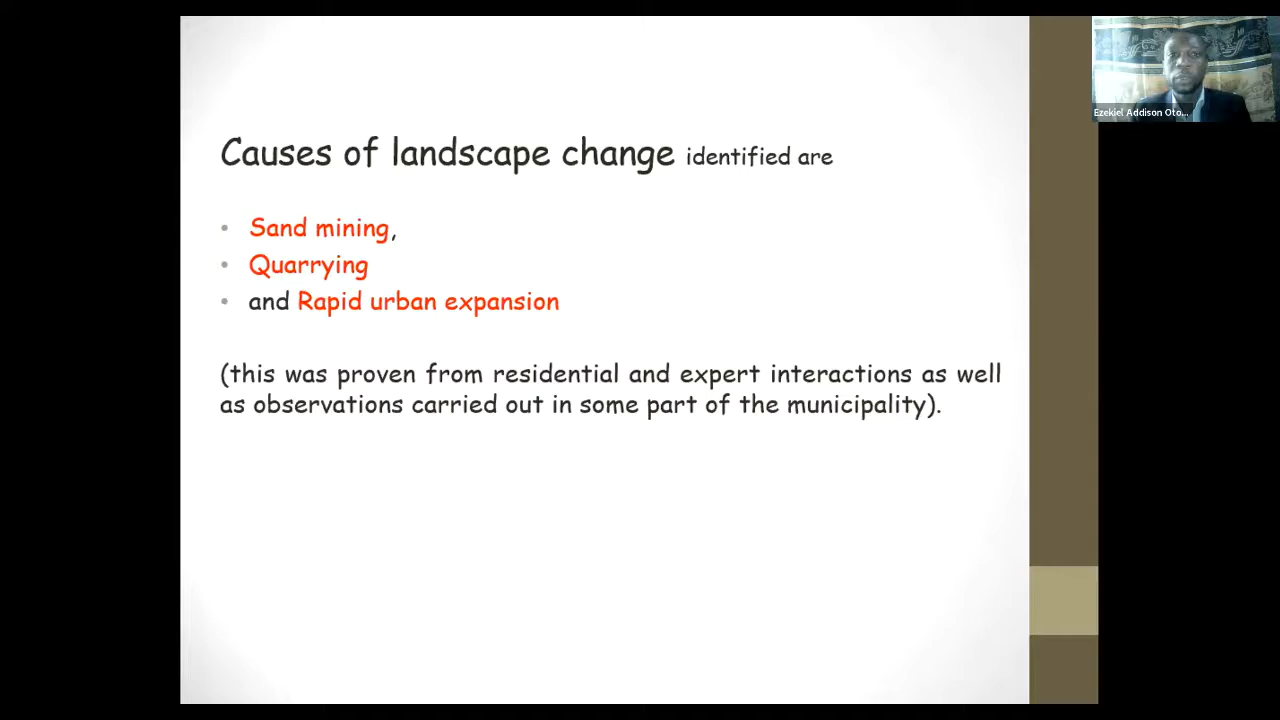 Causes of landscape change identified are
• Sand mining,
• Quarrying
• and Rapid urban expansion
(this was proven from residential and expert interactions as well
as observations carried out in some part of the municipality).
Ezekiel Addison Oto...